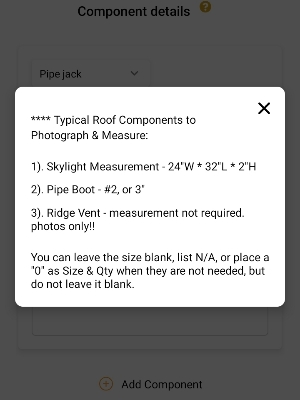 Component details
?
Pipe jack
**** Typical Roof Components to
Photograph & Measure:
1). Skylight Measurement - 24"W * 32"L * 2"H
2). Pipe Boot - #2, or 3"
3). Ridge Vent - measurement not required.
photos only!!
You can leave the size blank, list N/A, or place a
"0" as Size & Qty when they are not needed, but
do not leave it blank.
Add Component